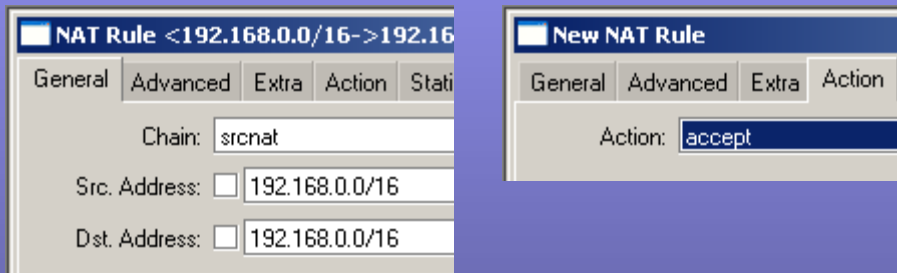 NAT Rule <192.168.0.0/16->192.16
General Advanced Extra Action Stati
Chain: srcnat
Src. Address: 192.168.0.0/16
Dst. Address: 192.168.0.0/16
New NAT Rule
General Advanced Extra Action
Action: accept